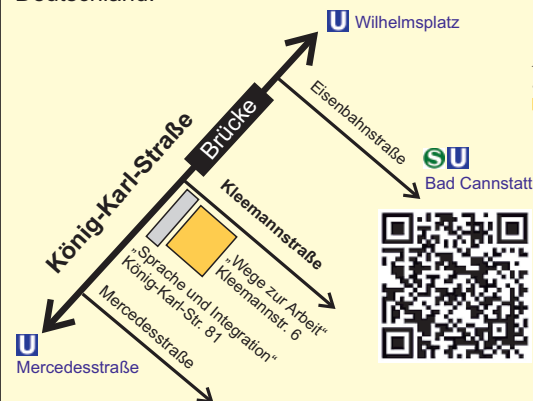 Deutschland.
U Wilhelmsplatz
Eisenbahnstraße
Brücke
S U
Bad Cannstatt
König-Karl-Straße
Kleemannstraße
„Wege zur Arbeit“
Kleemannstr. 6
„Sprache und Integration“
König-Karl-Str. 81
Mercedesstraße
U
Mercedesstraße